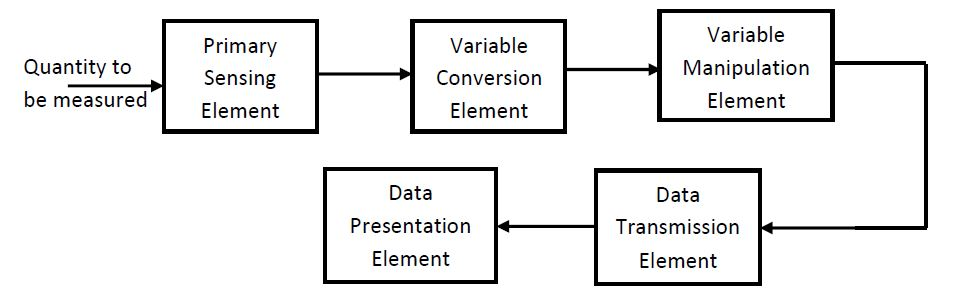 Quantity to
be measured
Primary
Sensing
Element
Variable
Conversion
Element
Variable
Manipulation
Element
Data
Presentation
Element
Data
Transmission
Element